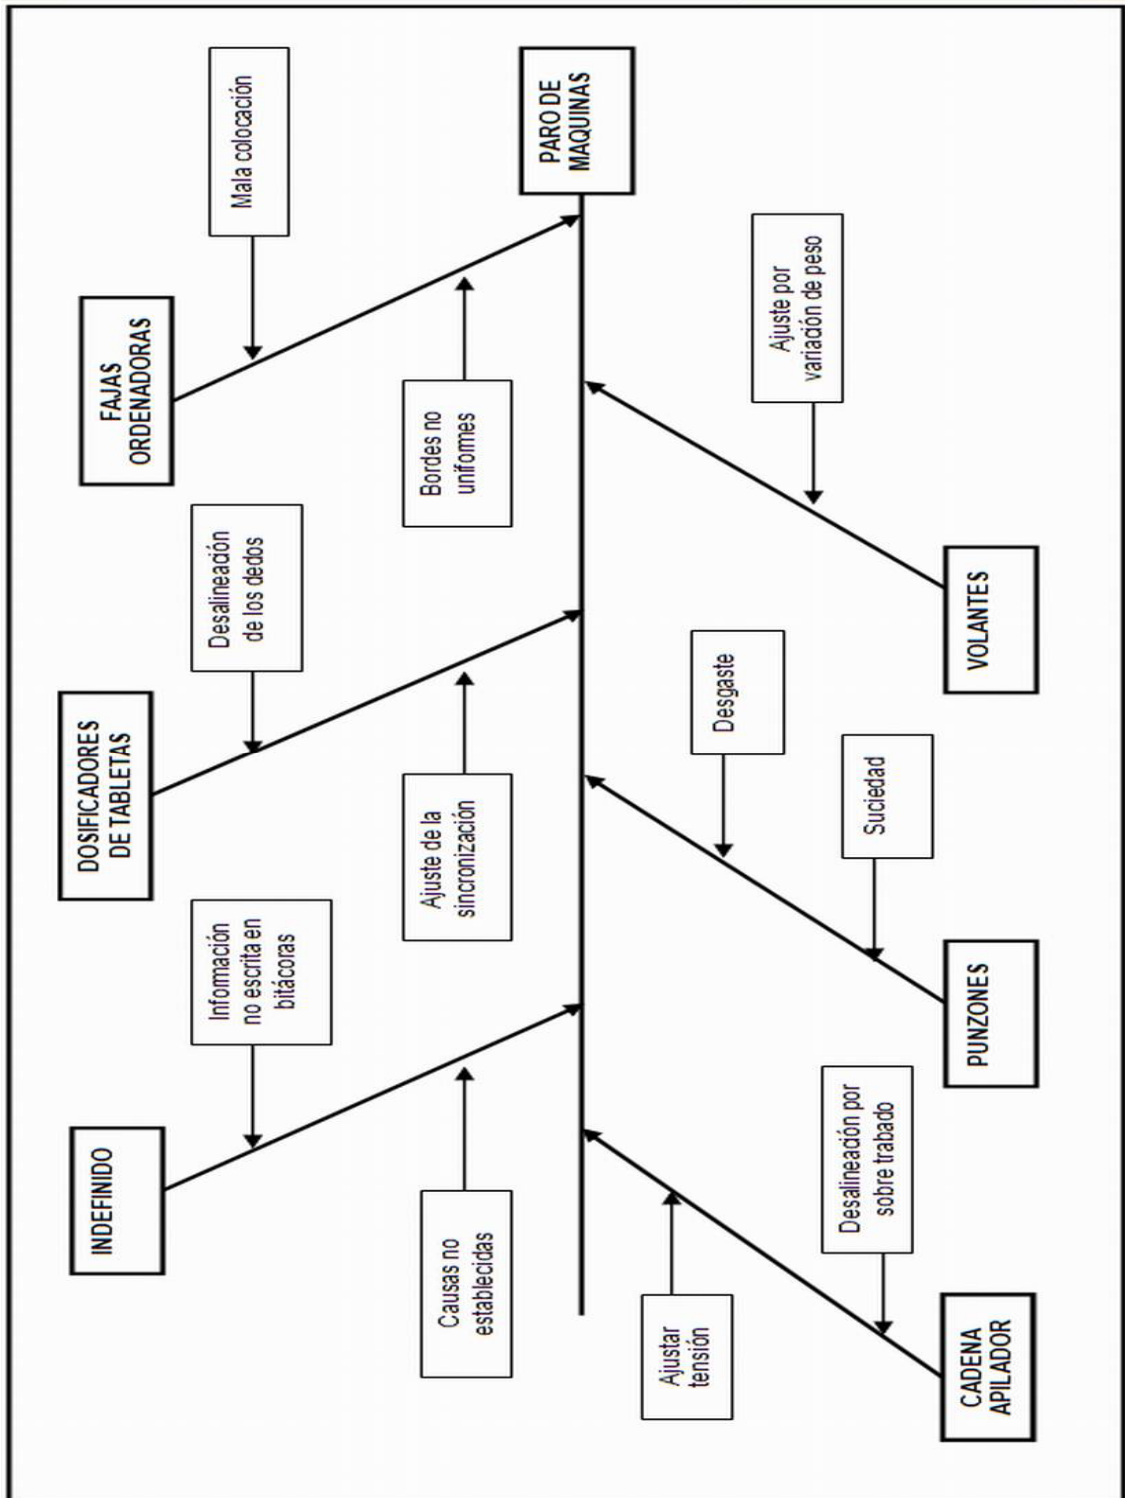 INDEFINIDO
DOSIFICADORES
DE TABLETAS
FAJAS
ORDENADORAS
Información
no escrita en
bitácoras
Desalineación
de los dedos
Mala colocación
Causas no
establecidas
Ajuste de la
sincronización
Bordes no
uniformes
PARO DE
MAQUINAS
Ajustar
tensión
Desgaste
Ajuste por
variación de peso
Desalineación por
sobre trabado
Suciedad
CADENA
APILADOR
PUNZONES
VOLANTES